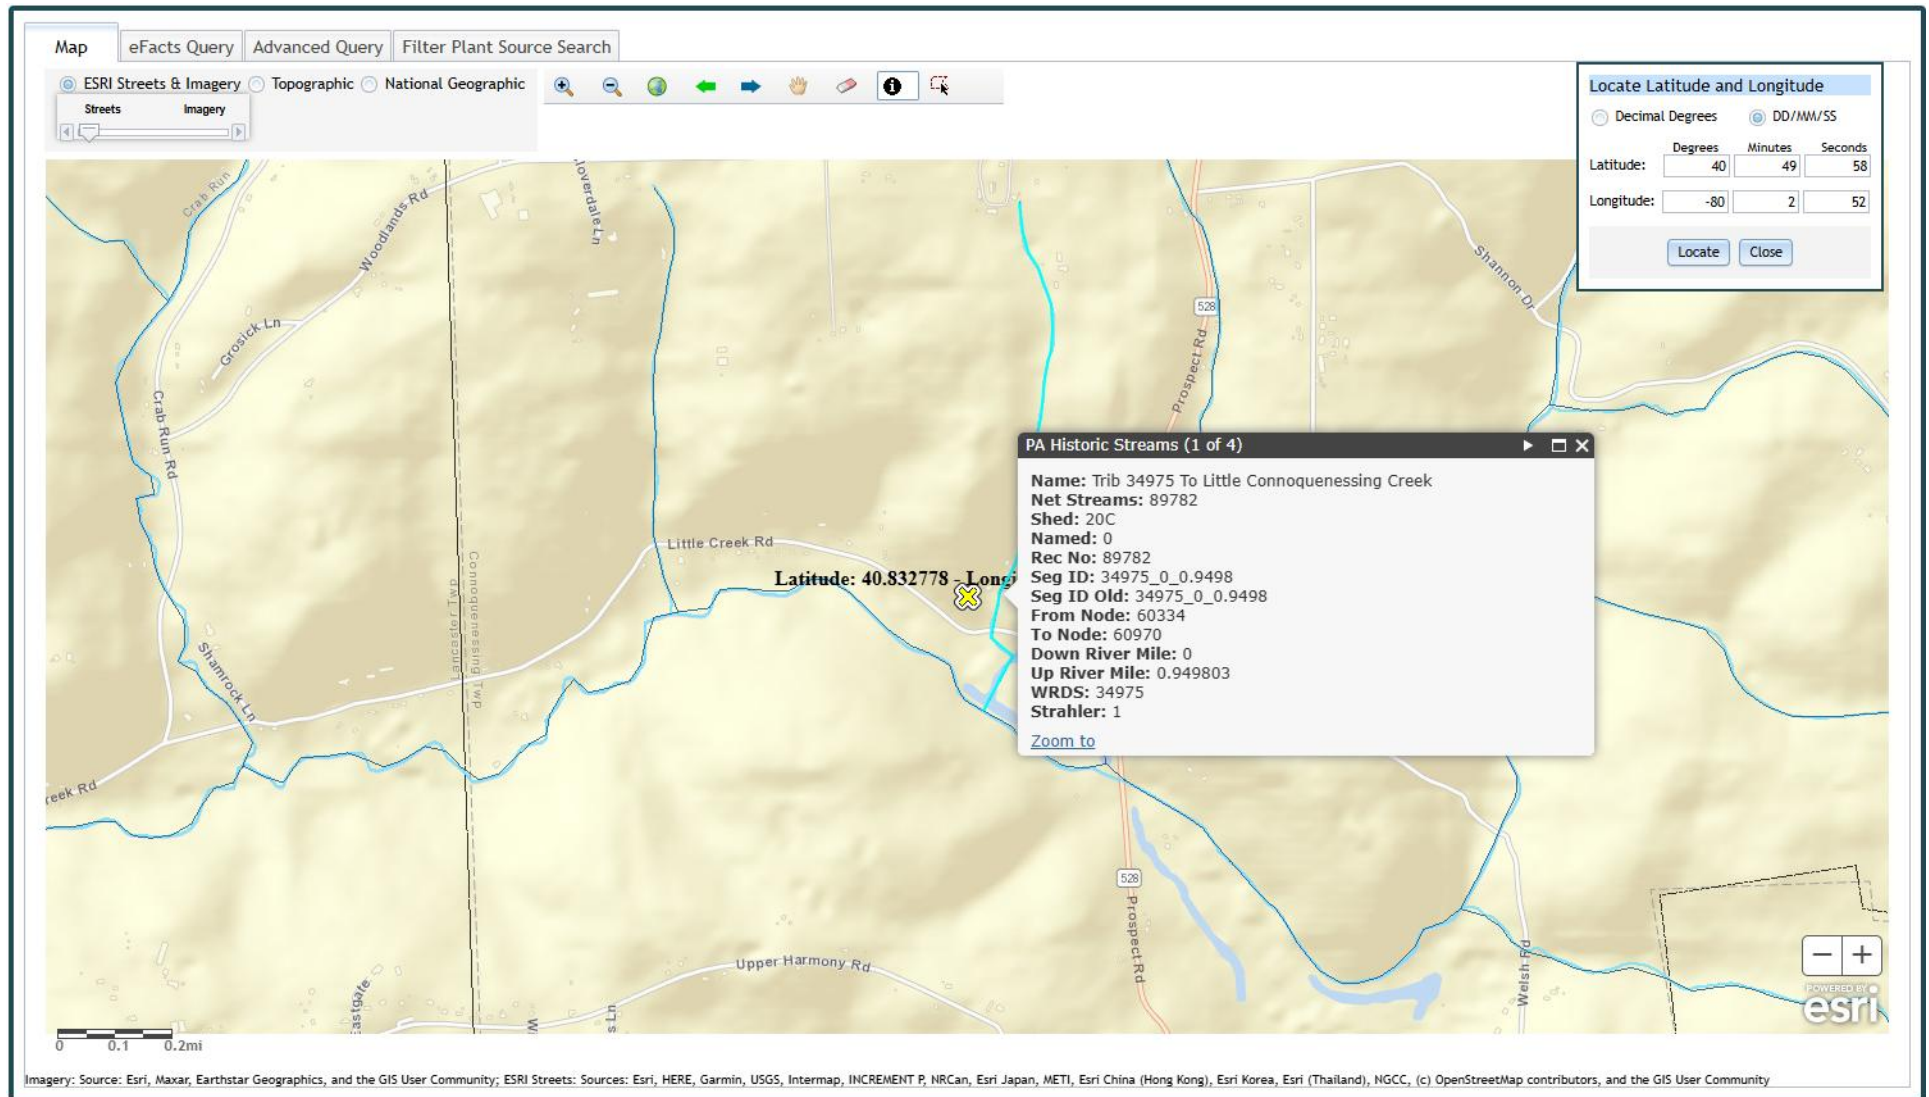 Map
eFacts Query
Advanced Query
Filter Plant Source Search
ESRI Streets & Imagery
Topographic
National Geographic
Streets
Imagery
Locate Latitude and Longitude
Decimal Degrees
DD/MM/SS
Degrees Minutes Seconds
Latitude: 40 49 58
Longitude: -80 2 52
Locate
Close
Crab Run
Woodlands Rd
loverdale Ln
Shannon Dr
528
Grosick Ln
Prospect Rd
Crab Run Rd
PA Historic Streams (1 of 4)
Name: Trib 34975 To Little Connoquenessing Creek
Net Streams: 89782
Shed: 20C
Named: 0
Rec No: 89782
Seg ID: 34975_0_0.9498
Seg ID Old: 34975_0_0.9498
From Node: 60334
To Node: 60970
Down River Mile: 0
Up River Mile: 0.949803
WRDS: 34975
Strahler: 1
Zoom to
Little Creek Rd
Latitude: 40.832778 - Longi
Lancaster Twp
Connoquenessing Twp
Shamrock Ln
reek Rd
528
Prospect Rd
Upper Harmony Rd
Welsh Rd
Eastgate
W
s Ln
POWERED BY
esri
0 0.1 0.2mi
Imagery: Source: Esri, Maxar, Earthstar Geographics, and the GIS User Community; ESRI Streets: Sources: Esri, HERE, Garmin, USGS, Intermap, INCREMENT P, NRCan, Esri Japan, METI, Esri China (Hong Kong), Esri Korea, Esri (Thailand), NGCC, (c) OpenStreetMap contributors, and the GIS User Community